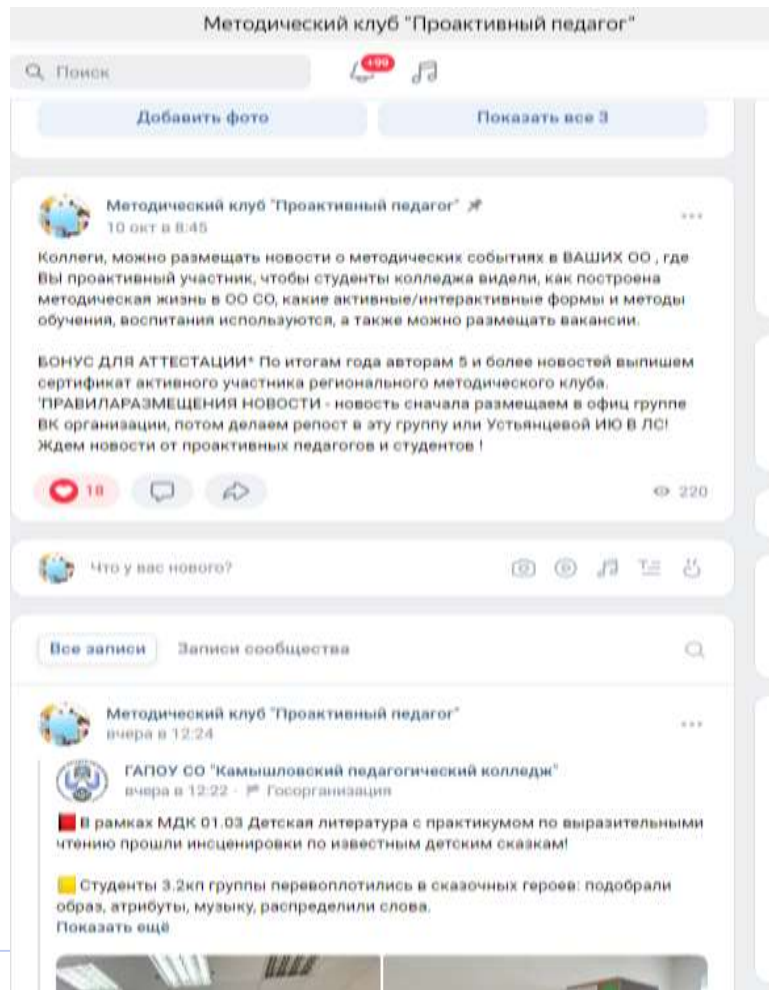 Методический клуб "Проактивный педагог"
Поиск
+99
Добавить фото
Показать все 3
Методический клуб "Проактивный педагог"
10 окт в 8:45
Коллеги, можно размещать новости о методических событиях в ВАШИХ ОО , где
ВЫ проактивный участник, чтобы студенты колледжа видели, как построена
методическая жизнь в ОО СО, какие активные/интерактивные формы и методы
обучения, воспитания используются, а также можно размещать вакансии.
БОНУС ДЛЯ АТТЕСТАЦИИ* По итогам года авторам 5 и более новостей выпишем
сертификат активного участника регионального методического клуба.
'ПРАВИЛАРАЗМЕЩЕНИЯ НОВОСТИ - новость сначала размещаем в офиц группе
ВК организации, потом делаем репост в эту группу или Устьянцевой ИЮ В ЛС!
Ждем новости от проактивных педагогов и студентов !
18
220
Что у вас нового?
Все записи
Записи сообщества
Методический клуб "Проактивный педагог"
вчера в 12:24
ГАПОУ СО "Камышловский педагогический колледж"
вчера в 12:22 · Госорганизация
В рамках МДК 01.03 Детская литература с практикумом по выразительными
чтению прошли инсценировки по известным детским сказкам!
Студенты 3.2кп группы перевоплотились в сказочных героев: подобрали
образ, атрибуты, музыку, распределили слова.
Показать ещё